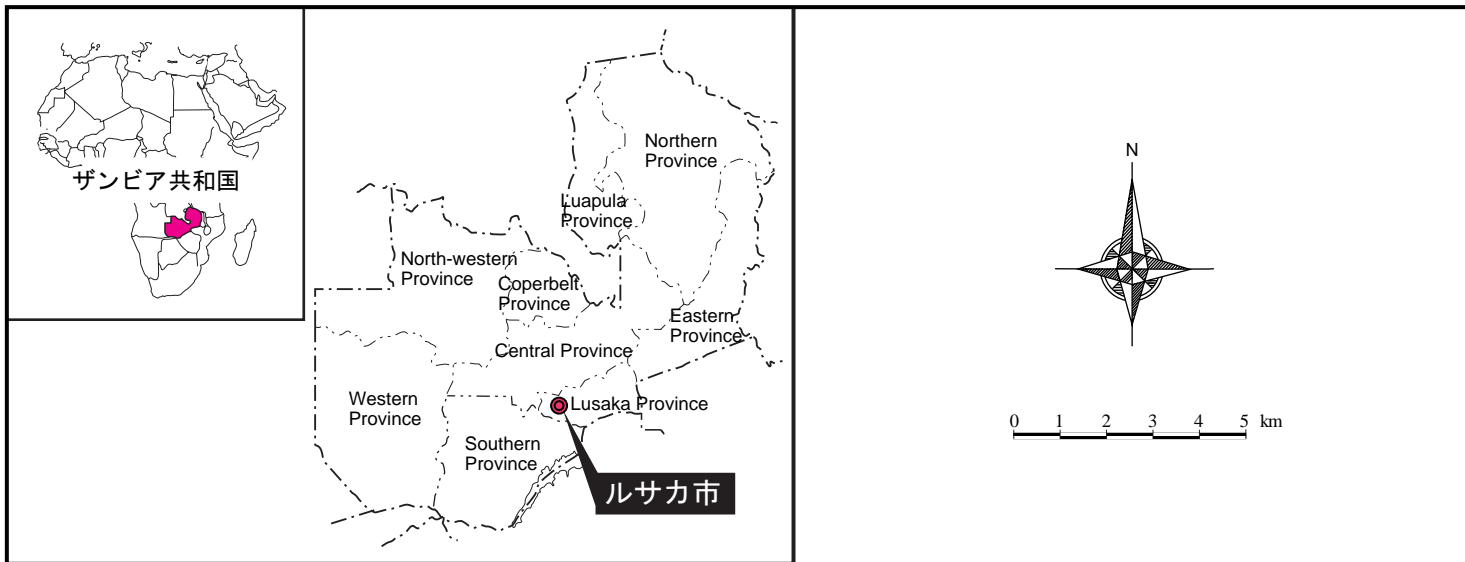 ザンビア共和国
Northern
Province
Luapula
Province
North-western
Province
Coperbelt
Province
Eastern
Province
Central Province
Western
Province
Lusaka Province
Southern
Province
ルサカ市
N
0 1 2 3 4 5 km